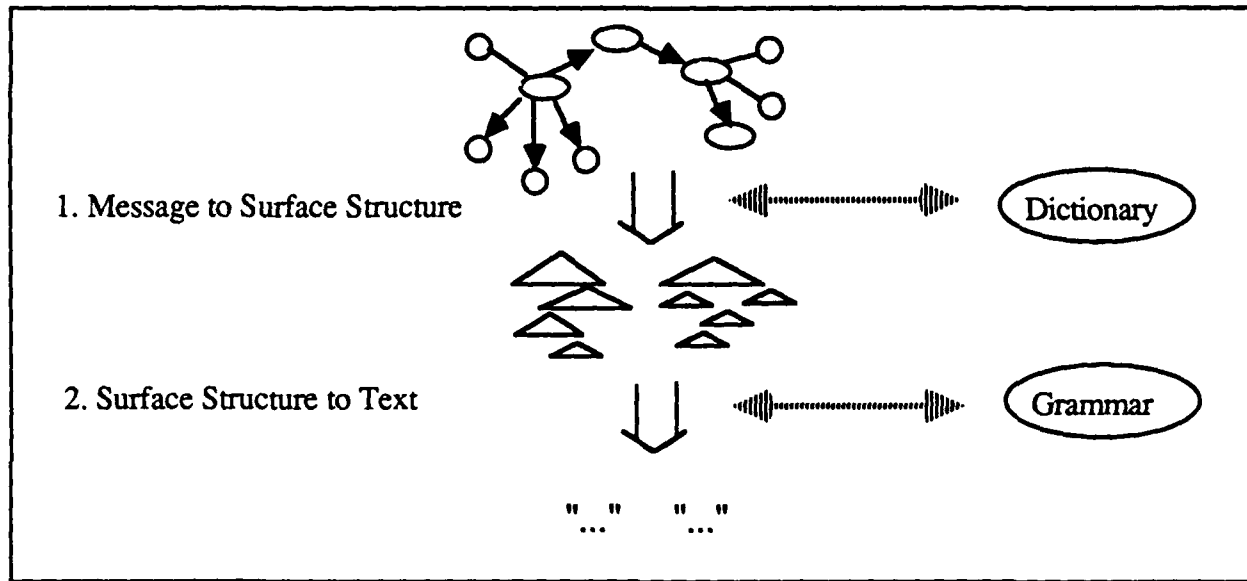 1. Message to Surface Structure
Dictionary
2. Surface Structure to Text
Grammar
"..." "..."